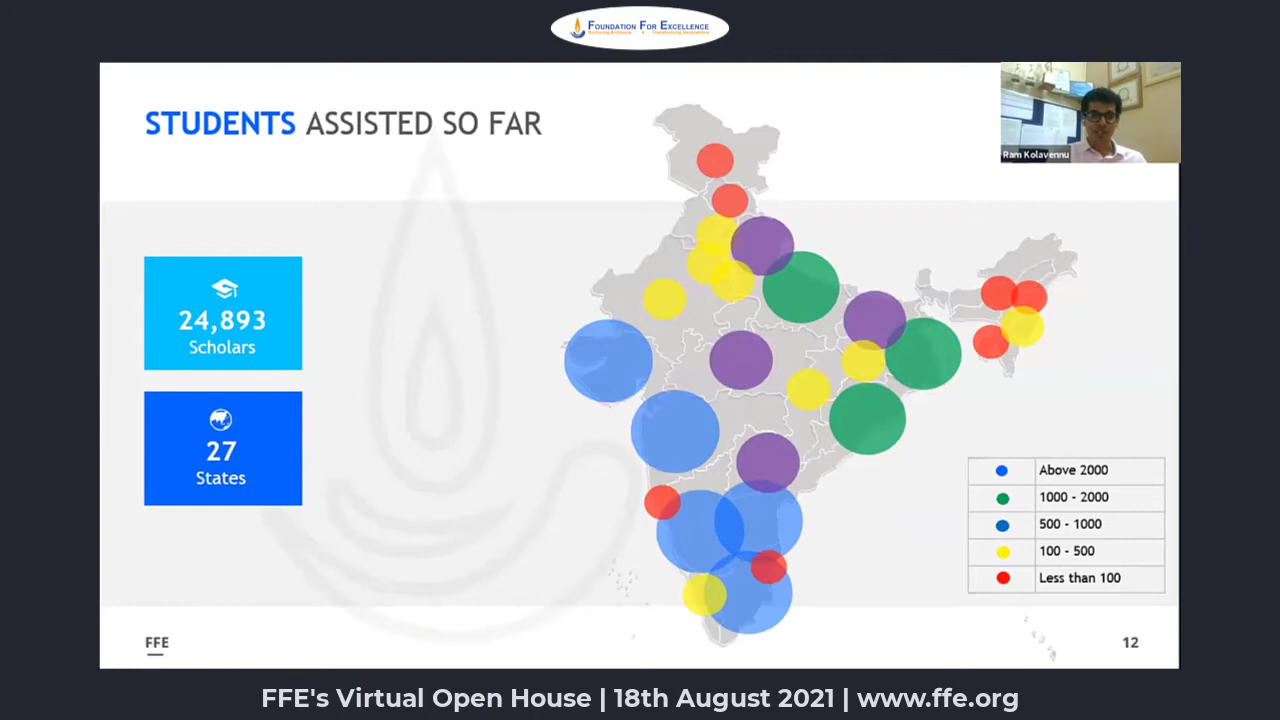 FOUNDATION FOR EXCELLENCE
STUDENTS ASSISTED SO FAR
Ram Kolavennu
24,893
Scholars
27
States
Above 2000
1000 - 2000
500 - 1000
100 - 500
Less than 100
FFE
12
FFE's Virtual Open House | 18th August 2021 | www.ffe.org